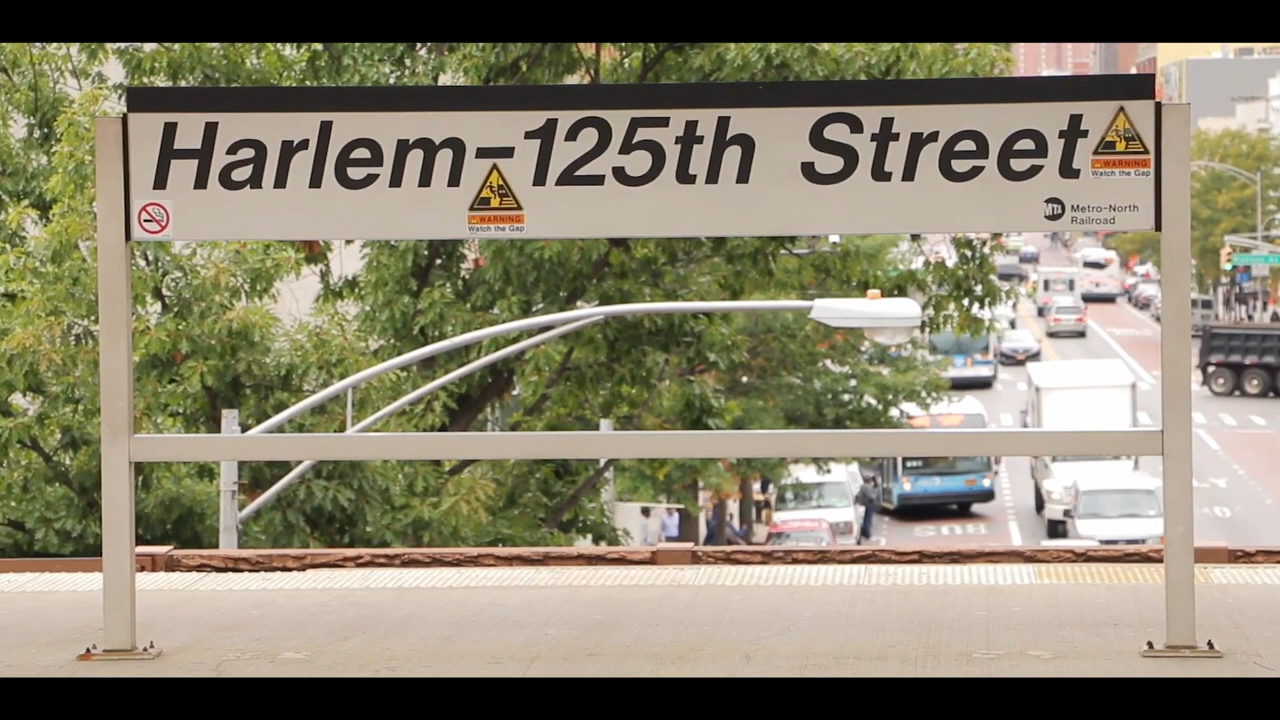 Harlem-125th Street
WARNING
Watch the Gap
WARNING
Watch the Gap
MTA
Metro-North
Railroad
BUS